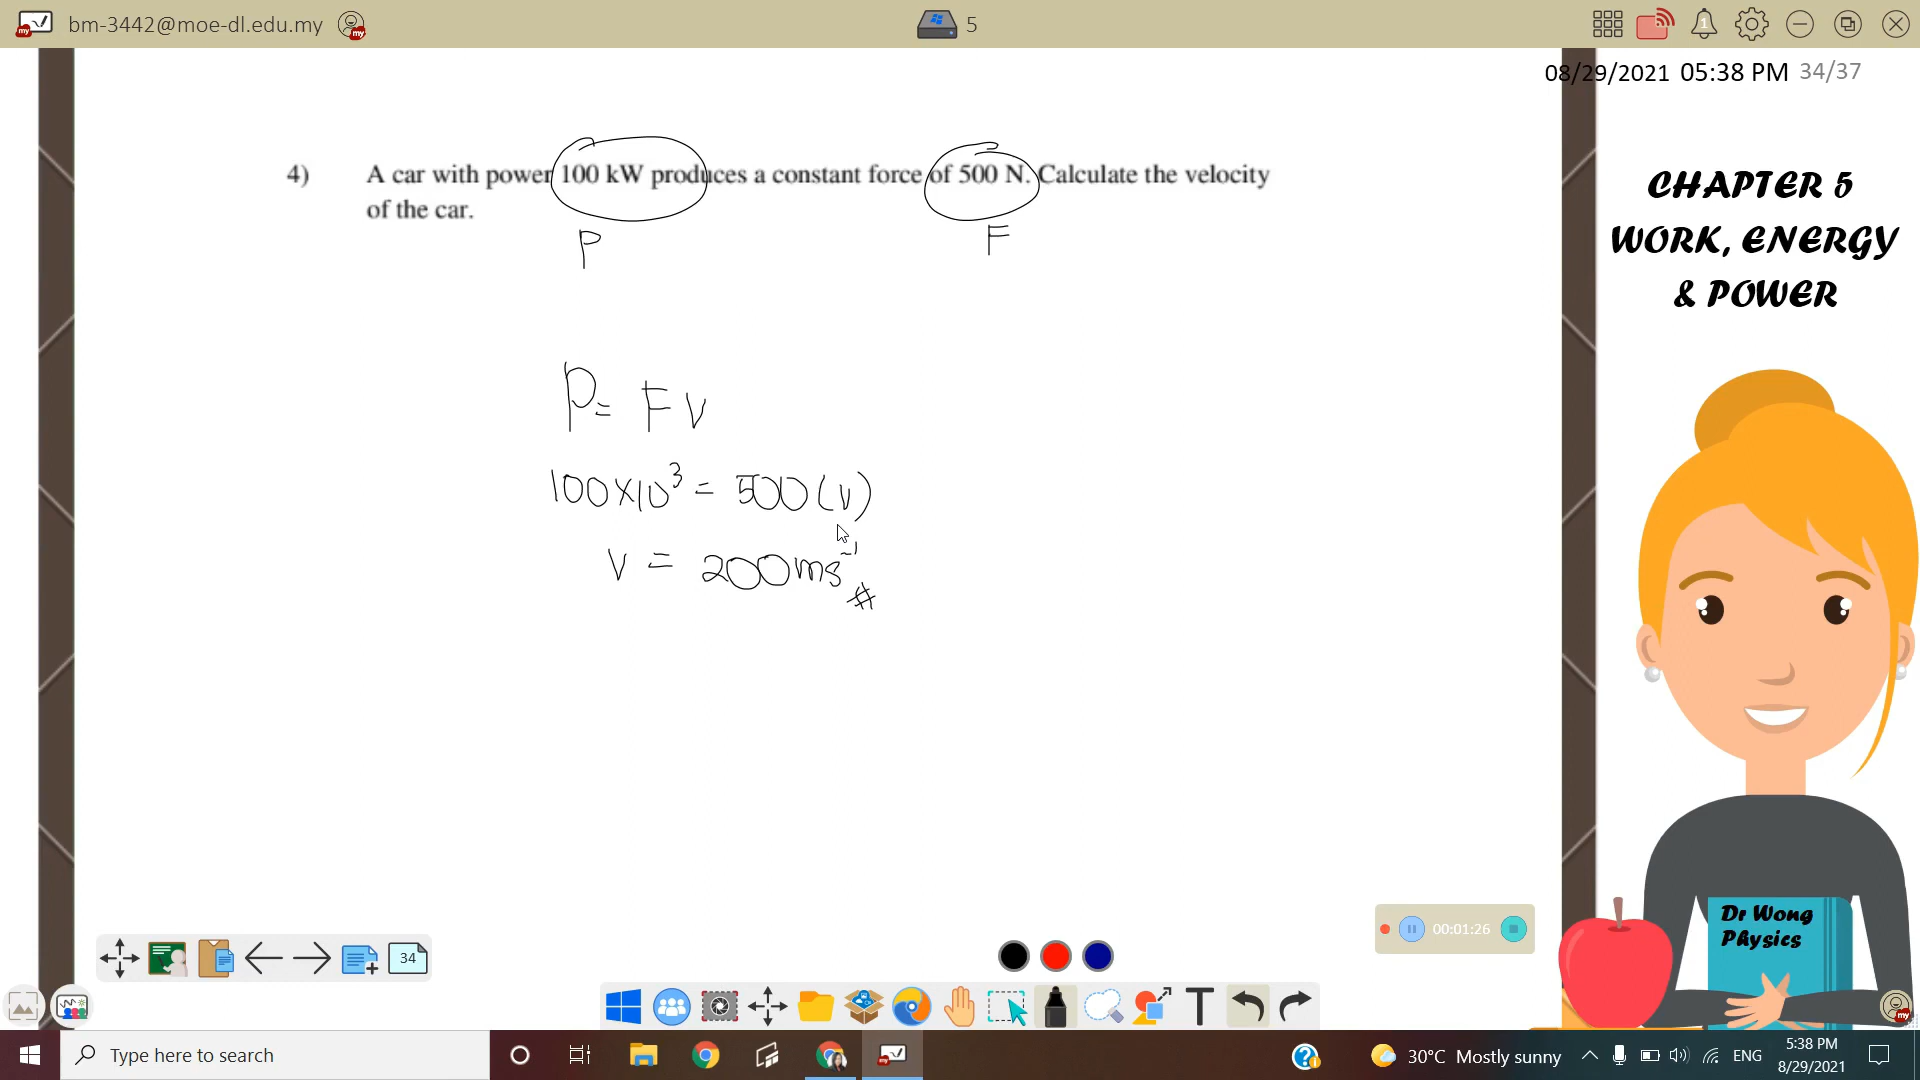 bm-3442@moe-dl.edu.my
5
1
08/29/2021 05:38 PM 34/37
4) A car with power 100 kW produces a constant force of 500 N. Calculate the velocity
of the car.
P
F
P= FV
100×10³ = 500 (v)
v = 200ms⁻¹ #
CHAPTER 5
WORK, ENERGY
& POWER
Dr Wong
Physics
00:01:26
34
T
Type here to search
30°C Mostly sunny
ENG
5:38 PM
8/29/2021